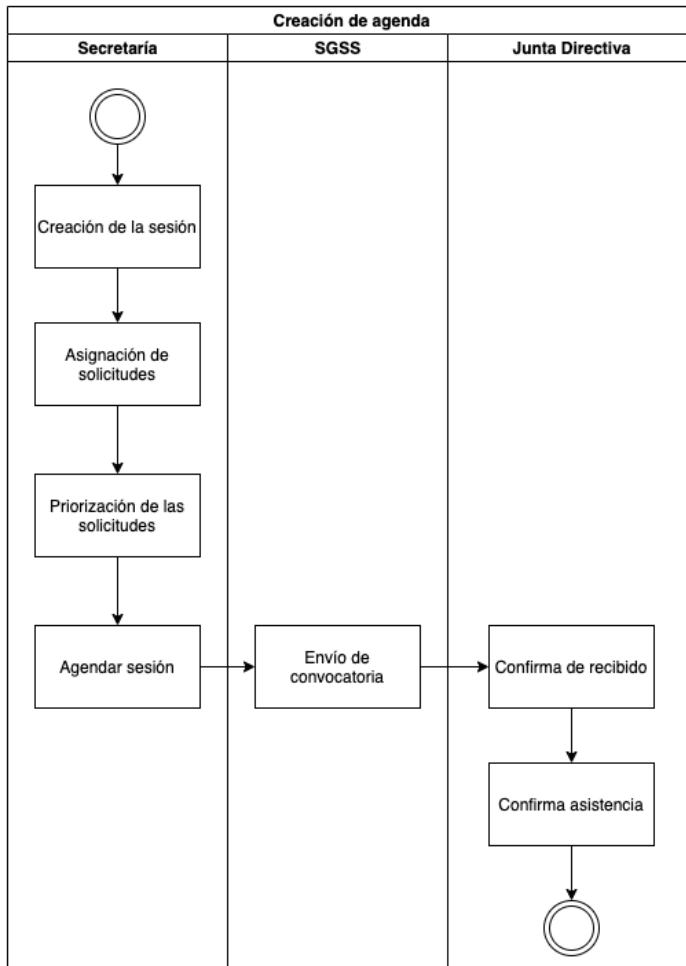 Creación de agenda
Secretaría
SGSS
Junta Directiva
Creación de la sesión
Asignación de
solicitudes
Priorización de las
solicitudes
Agendar sesión
Envío de
convocatoria
Confirma de recibido
Confirma asistencia